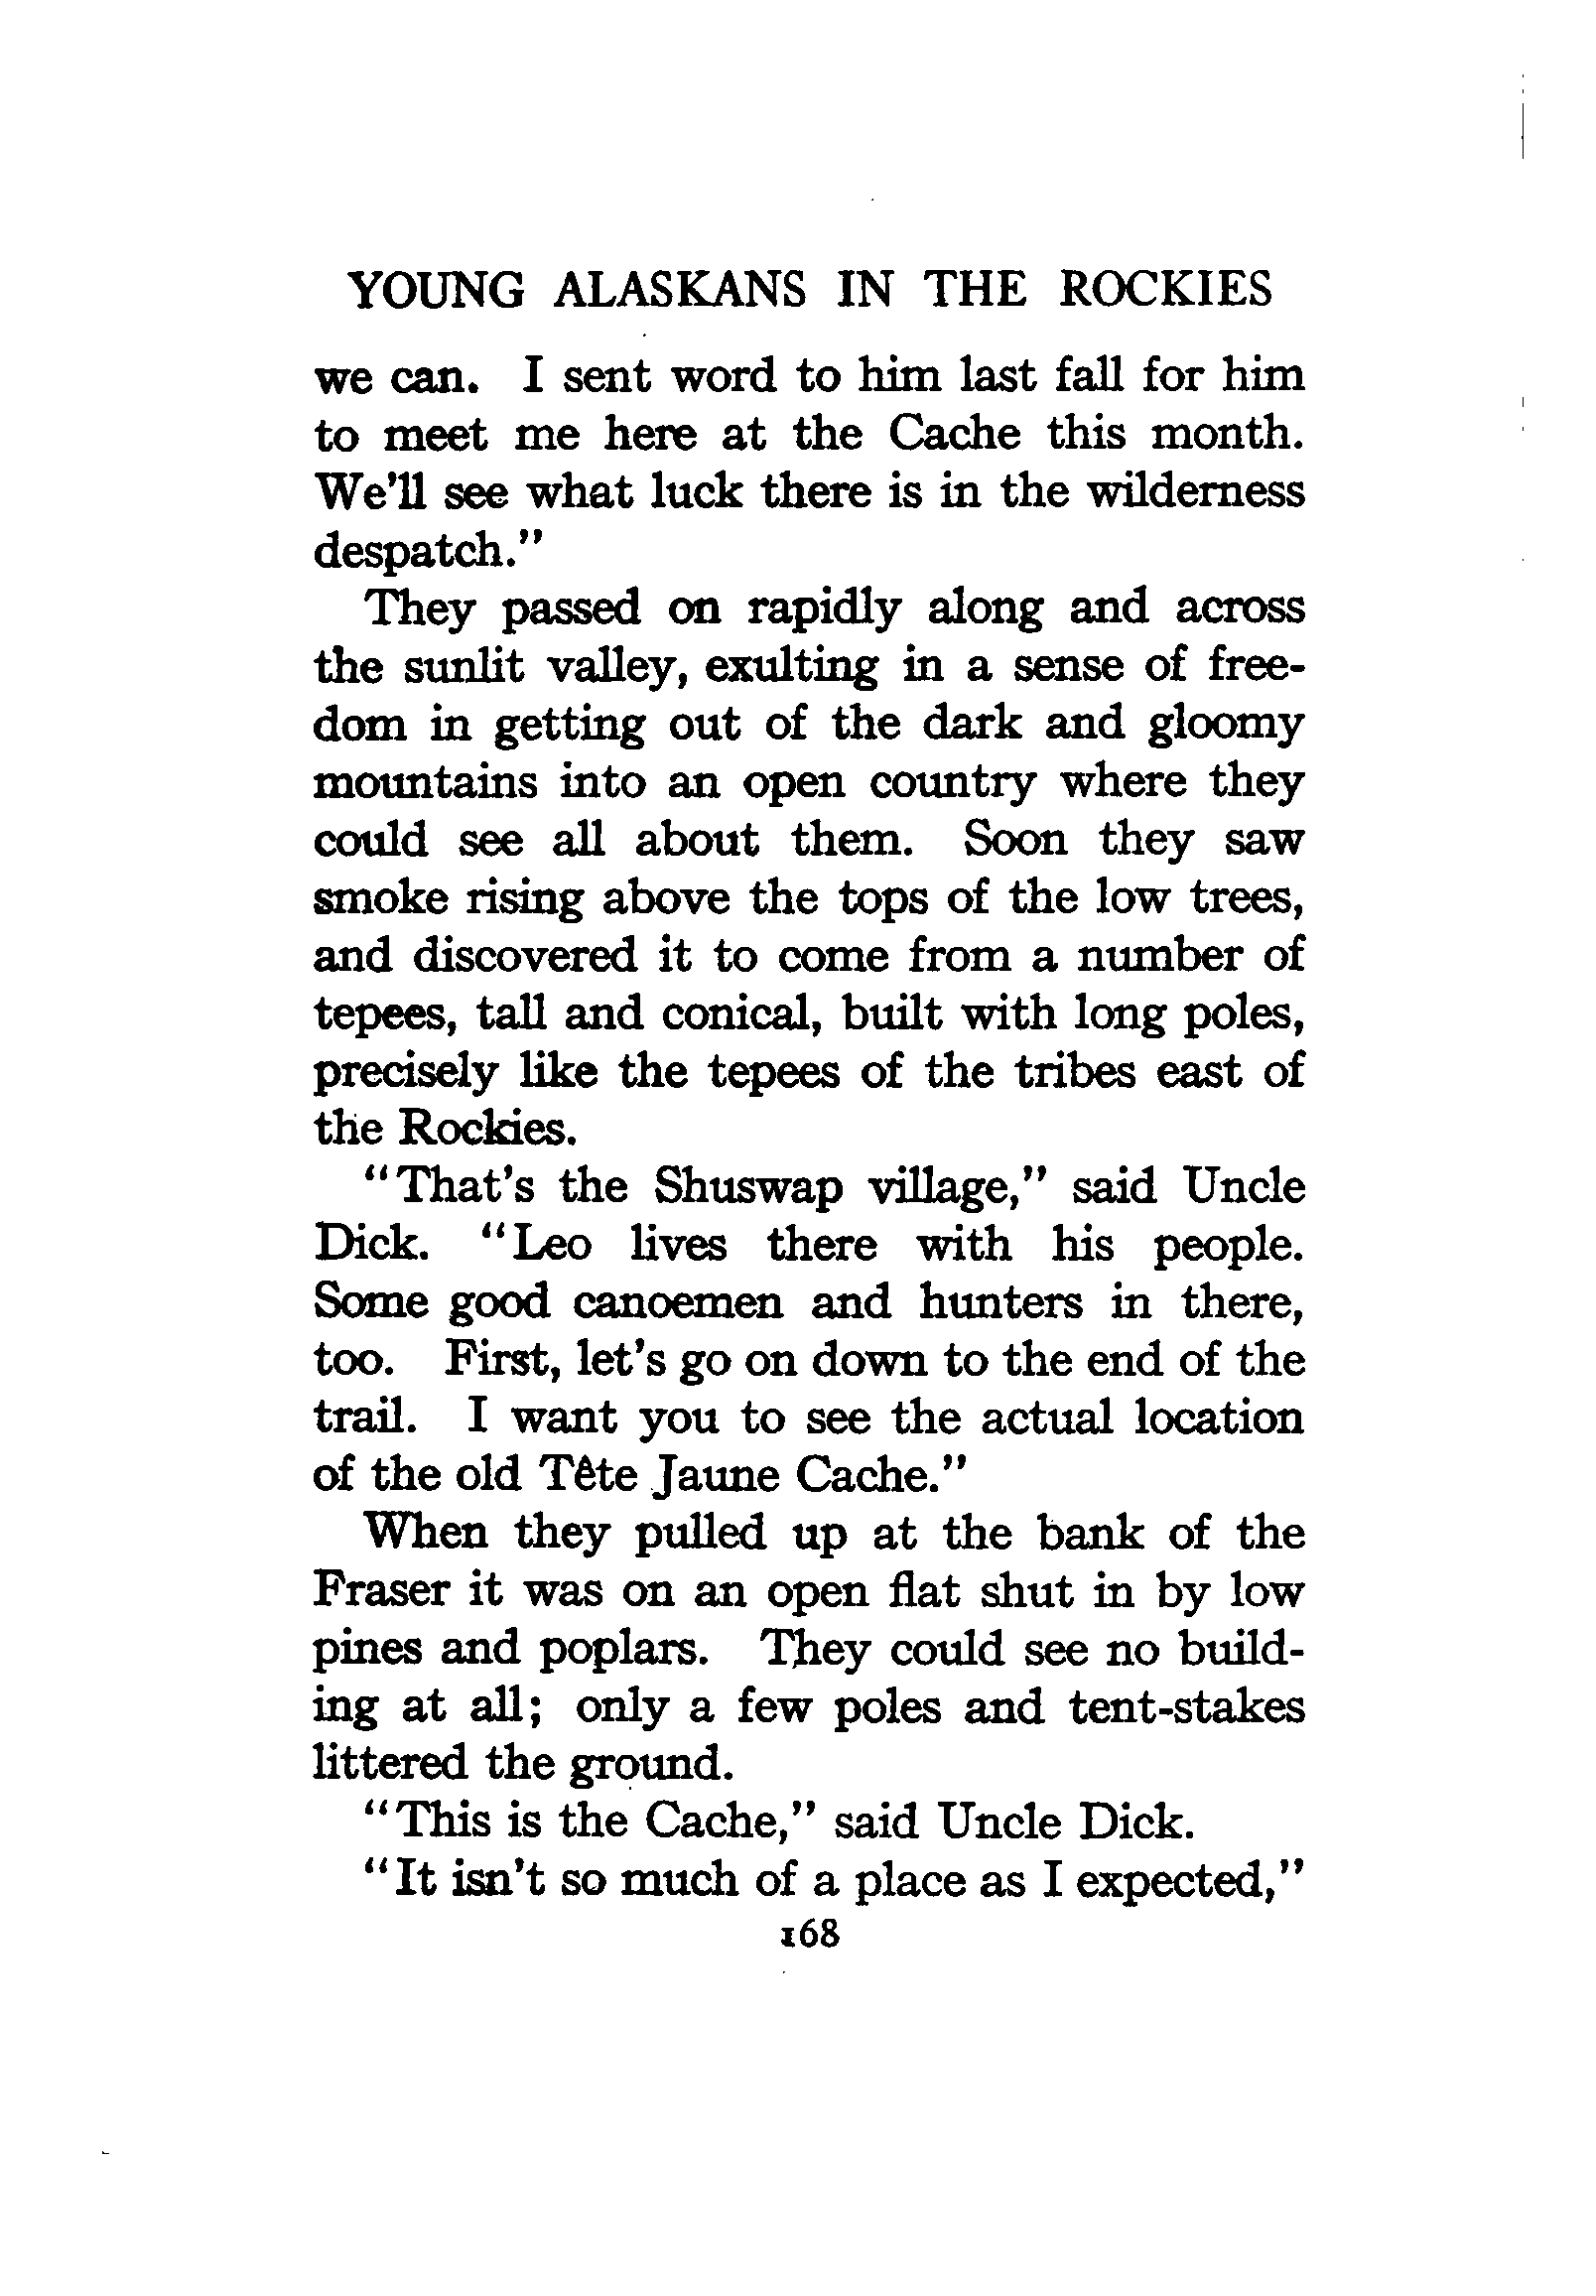 YOUNG ALASKANS IN THE ROCKIES
we can. I sent word to him last fall for him
to meet me here at the Cache this month.
We'll see what luck there is in the wilderness
despatch."
They passed on rapidly along and across
the sunlit valley, exulting in a sense of free-
dom in getting out of the dark and gloomy
mountains into an open country where they
could see all about them. Soon they saw
smoke rising above the tops of the low trees,
and discovered it to come from a number of
tepees, tall and conical, built with long poles,
precisely like the tepees of the tribes east of
the Rockies.
"That's the Shuswap village," said Uncle
Dick. "Leo lives there with his people.
Some good canoemen and hunters in there,
too. First, let's go on down to the end of the
trail. I want you to see the actual location
of the old Tête Jaune Cache."
When they pulled up at the bank of the
Fraser it was on an open flat shut in by low
pines and poplars. They could see no build-
ing at all; only a few poles and tent-stakes
littered the ground.
"This is the Cache," said Uncle Dick.
"It isn't so much of a place as I expected,"
168